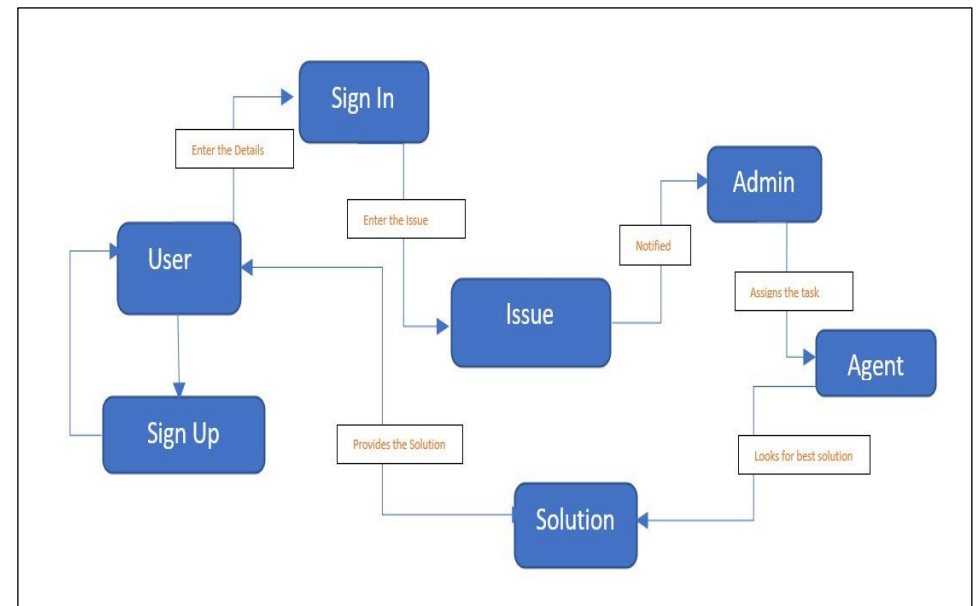 Sign In
Enter the Details
Admin
Enter the Issue
Notified
User
Assigns the task
Issue
Agent
Sign Up
Provides the Solution
Looks for best solution
Solution